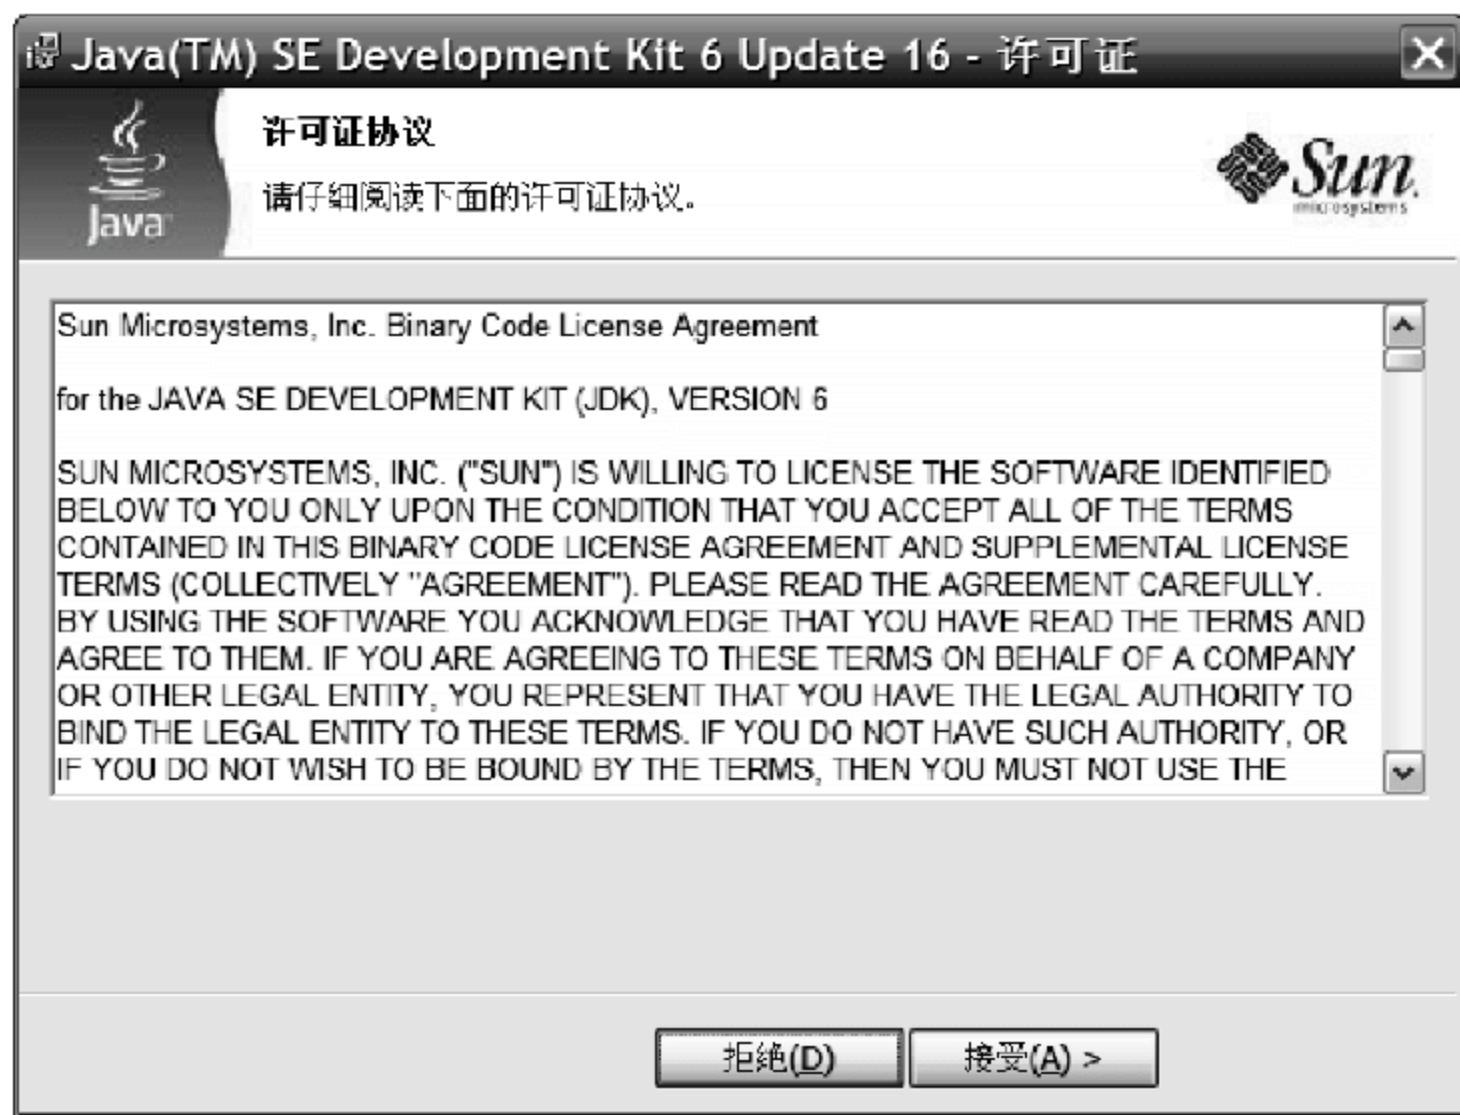 Java(TM) SE Development Kit 6 Update 16 - 许可证
许可证协议
请仔细阅读下面的许可证协议。
Java
Sun
microsystems
Sun Microsystems, Inc. Binary Code License Agreement
for the JAVA SE DEVELOPMENT KIT (JDK), VERSION 6
SUN MICROSYSTEMS, INC. ("SUN") IS WILLING TO LICENSE THE SOFTWARE IDENTIFIED
BELOW TO YOU ONLY UPON THE CONDITION THAT YOU ACCEPT ALL OF THE TERMS
CONTAINED IN THIS BINARY CODE LICENSE AGREEMENT AND SUPPLEMENTAL LICENSE
TERMS (COLLECTIVELY "AGREEMENT"). PLEASE READ THE AGREEMENT CAREFULLY.
BY USING THE SOFTWARE YOU ACKNOWLEDGE THAT YOU HAVE READ THE TERMS AND
AGREE TO THEM. IF YOU ARE AGREEING TO THESE TERMS ON BEHALF OF A COMPANY
OR OTHER LEGAL ENTITY, YOU REPRESENT THAT YOU HAVE THE LEGAL AUTHORITY TO
BIND THE LEGAL ENTITY TO THESE TERMS. IF YOU DO NOT HAVE SUCH AUTHORITY, OR
IF YOU DO NOT WISH TO BE BOUND BY THE TERMS, THEN YOU MUST NOT USE THE
拒绝(D)
接受(A) >